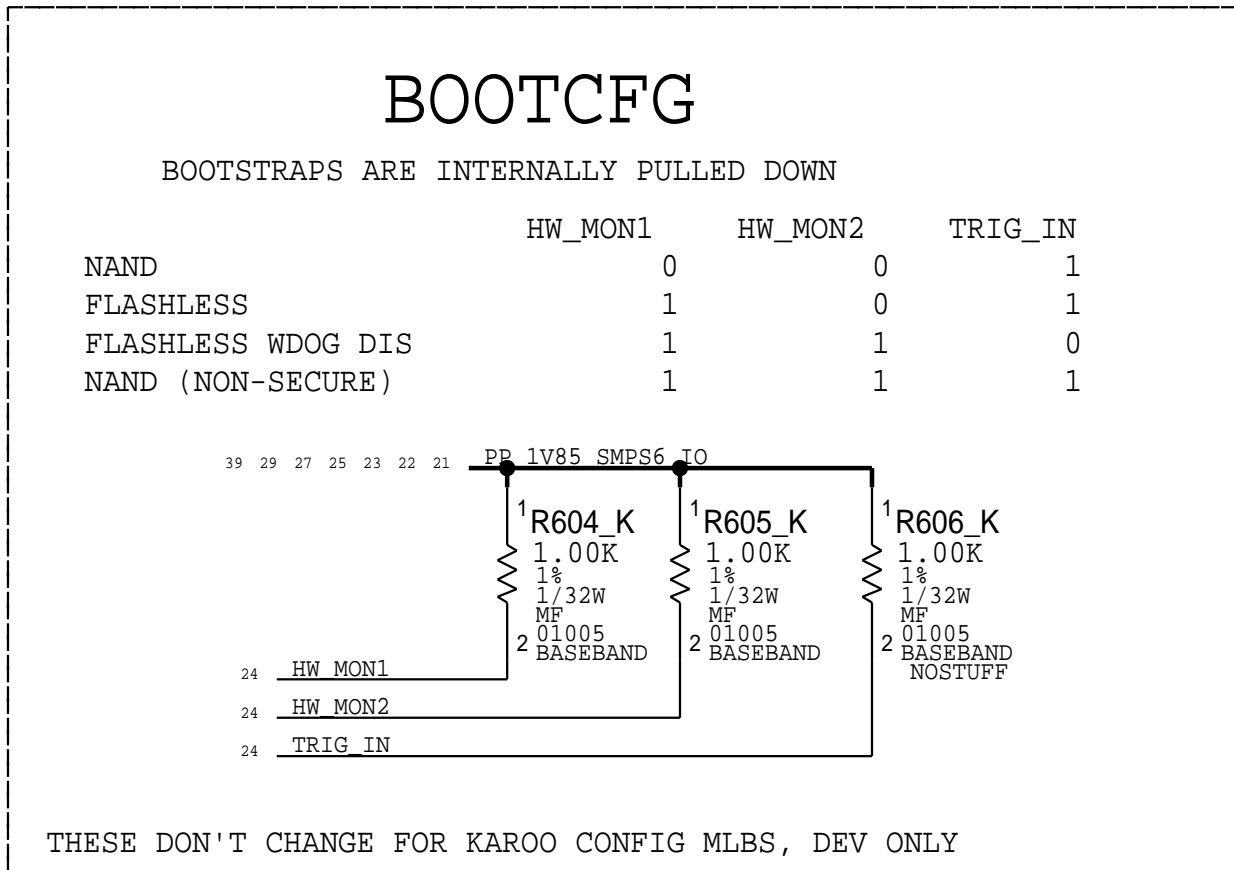 BOOTCFG
BOOTSTRAPS ARE INTERNALLY PULLED DOWN
HW_MON1 HW_MON2 TRIG_IN
NAND 0 0 1
FLASHLESS 1 0 1
FLASHLESS WDOG DIS 1 1 0
NAND (NON-SECURE) 1 1 1
39 29 27 25 23 22 21 PP_1V85_SMPS6_IO
1 R604_K
1.00K
1%
1/32W
MF
01005
2 BASEBAND
1 R605_K
1.00K
1%
1/32W
MF
01005
2 BASEBAND
1 R606_K
1.00K
1%
1/32W
MF
01005
2 BASEBAND
NOSTUFF
24 HW_MON1
24 HW_MON2
24 TRIG_IN
THESE DON'T CHANGE FOR KAROO CONFIG MLBS, DEV ONLY